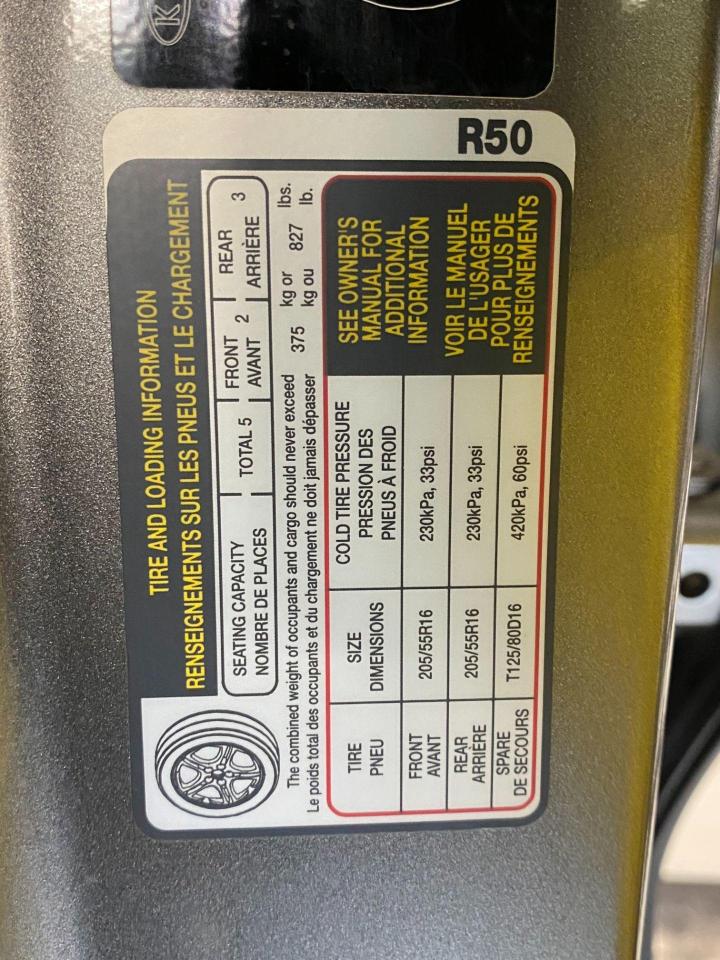 K
R50
TIRE AND LOADING INFORMATION
RENSEIGNEMENTS SUR LES PNEUS ET LE CHARGEMENT
SEATING CAPACITY
NOMBRE DE PLACES
TOTAL 5
FRONT
AVANT 2
REAR
ARRIÈRE 3
The combined weight of occupants and cargo should never exceed 375 kg or 827 lbs.
Le poids total des occupants et du chargement ne doit jamais dépasser kg ou lb.
TIRE
PNEU
SIZE
DIMENSIONS
COLD TIRE PRESSURE
PRESSION DES
PNEUS À FROID
FRONT
AVANT
205/55R16
230kPa, 33psi
REAR
ARRIÈRE
205/55R16
230kPa, 33psi
SPARE
DE SECOURS
T125/80D16
420kPa, 60psi
SEE OWNER'S
MANUAL FOR
ADDITIONAL
INFORMATION
VOIR LE MANUEL
DE L'USAGER
POUR PLUS DE
RENSEIGNEMENTS